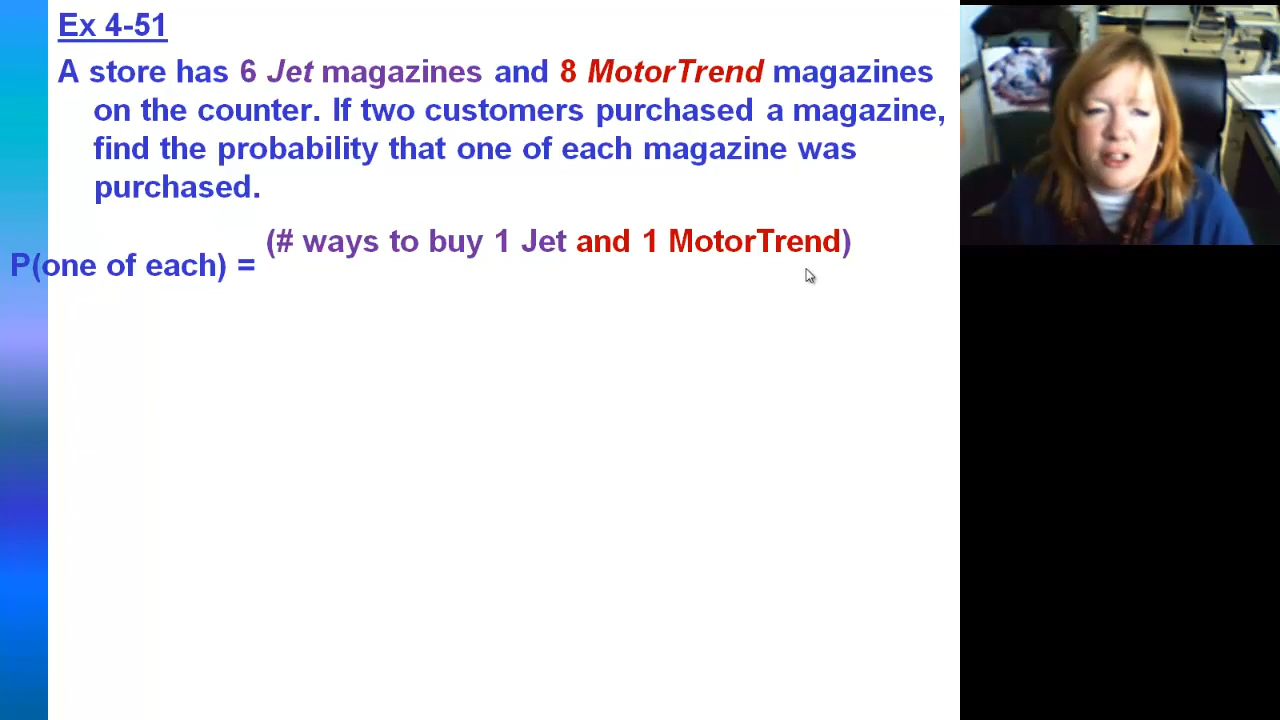 Ex 4-51
A store has 6 Jet magazines and 8 MotorTrend magazines
on the counter. If two customers purchased a magazine,
find the probability that one of each magazine was
purchased.
(# ways to buy 1 Jet and 1 MotorTrend)
P(one of each) =